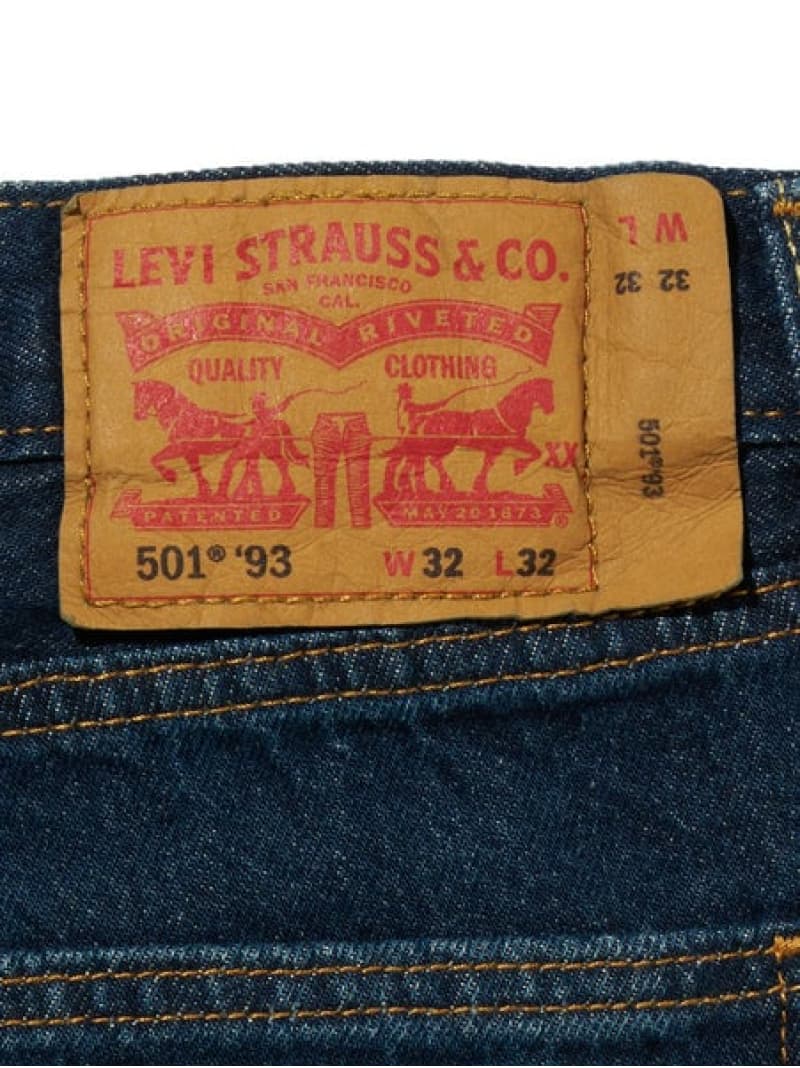 LEVI STRAUSS & CO.
SAN FRANCISCO
CAL.
ORIGINAL RIVETED
QUALITY CLOTHING
XX
PATENTED MAY 20 1873 ®
501® '93 W 32 L 32
W L
32 32
501®93